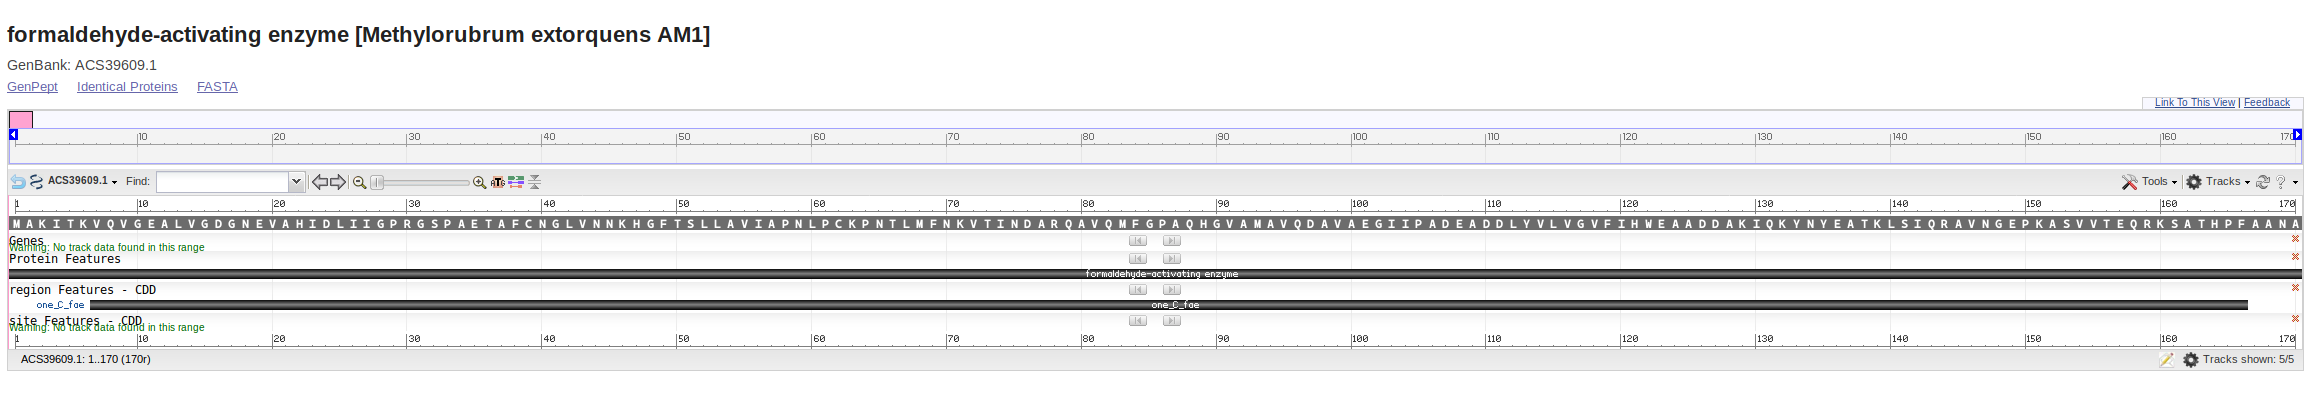 formaldehyde-activating enzyme [Methylorubrum extorquens AM1]
GenBank: ACS39609.1
GenPept Identical Proteins FASTA
Link To This View | Feedback
10 20 30 40 50 60 70 80 90 100 110 120 130 140 150 160 170
ACS39609.1 Find: Tools Tracks ?
1 10 20 30 40 50 60 70 80 90 100 110 120 130 140 150 160 170
M A K I T K V Q V G E A L V G D G N E V A H I D L I I G P R G S P A E T A F C N G L V N N K H G F T S L L A V I A P N L P C K P N T L M F N K V T I N D A R Q A V Q M F G P A Q H G V A M A V Q D A V A E G I I P A D E A D D L Y V L V G V F I H W E A A D D A K I Q K Y N Y E A T K L S I Q R A V N G E P K A S V V T E Q R K S A T H P F A A N A
Genes
Warning: No track data found in this range
Protein Features
formaldehyde-activating enzyme
region Features - CDD
one_C_fae one_C_fae
site Features - CDD
Warning: No track data found in this range
1 10 20 30 40 50 60 70 80 90 100 110 120 130 140 150 160 170
ACS39609.1: 1..170 (170r) Tracks shown: 5/5